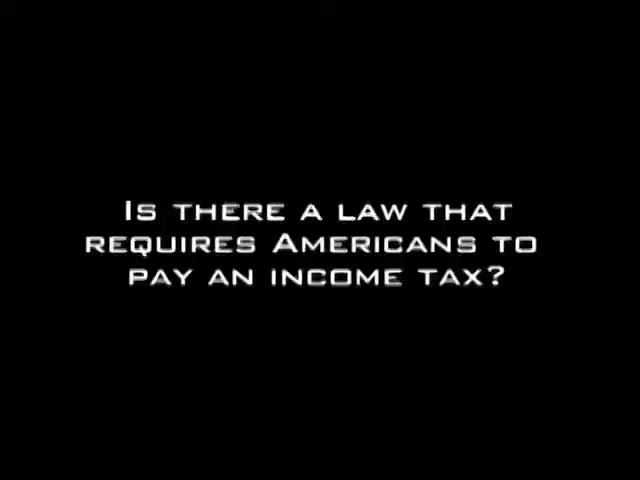 Is there a law that
requires Americans to
pay an income tax?